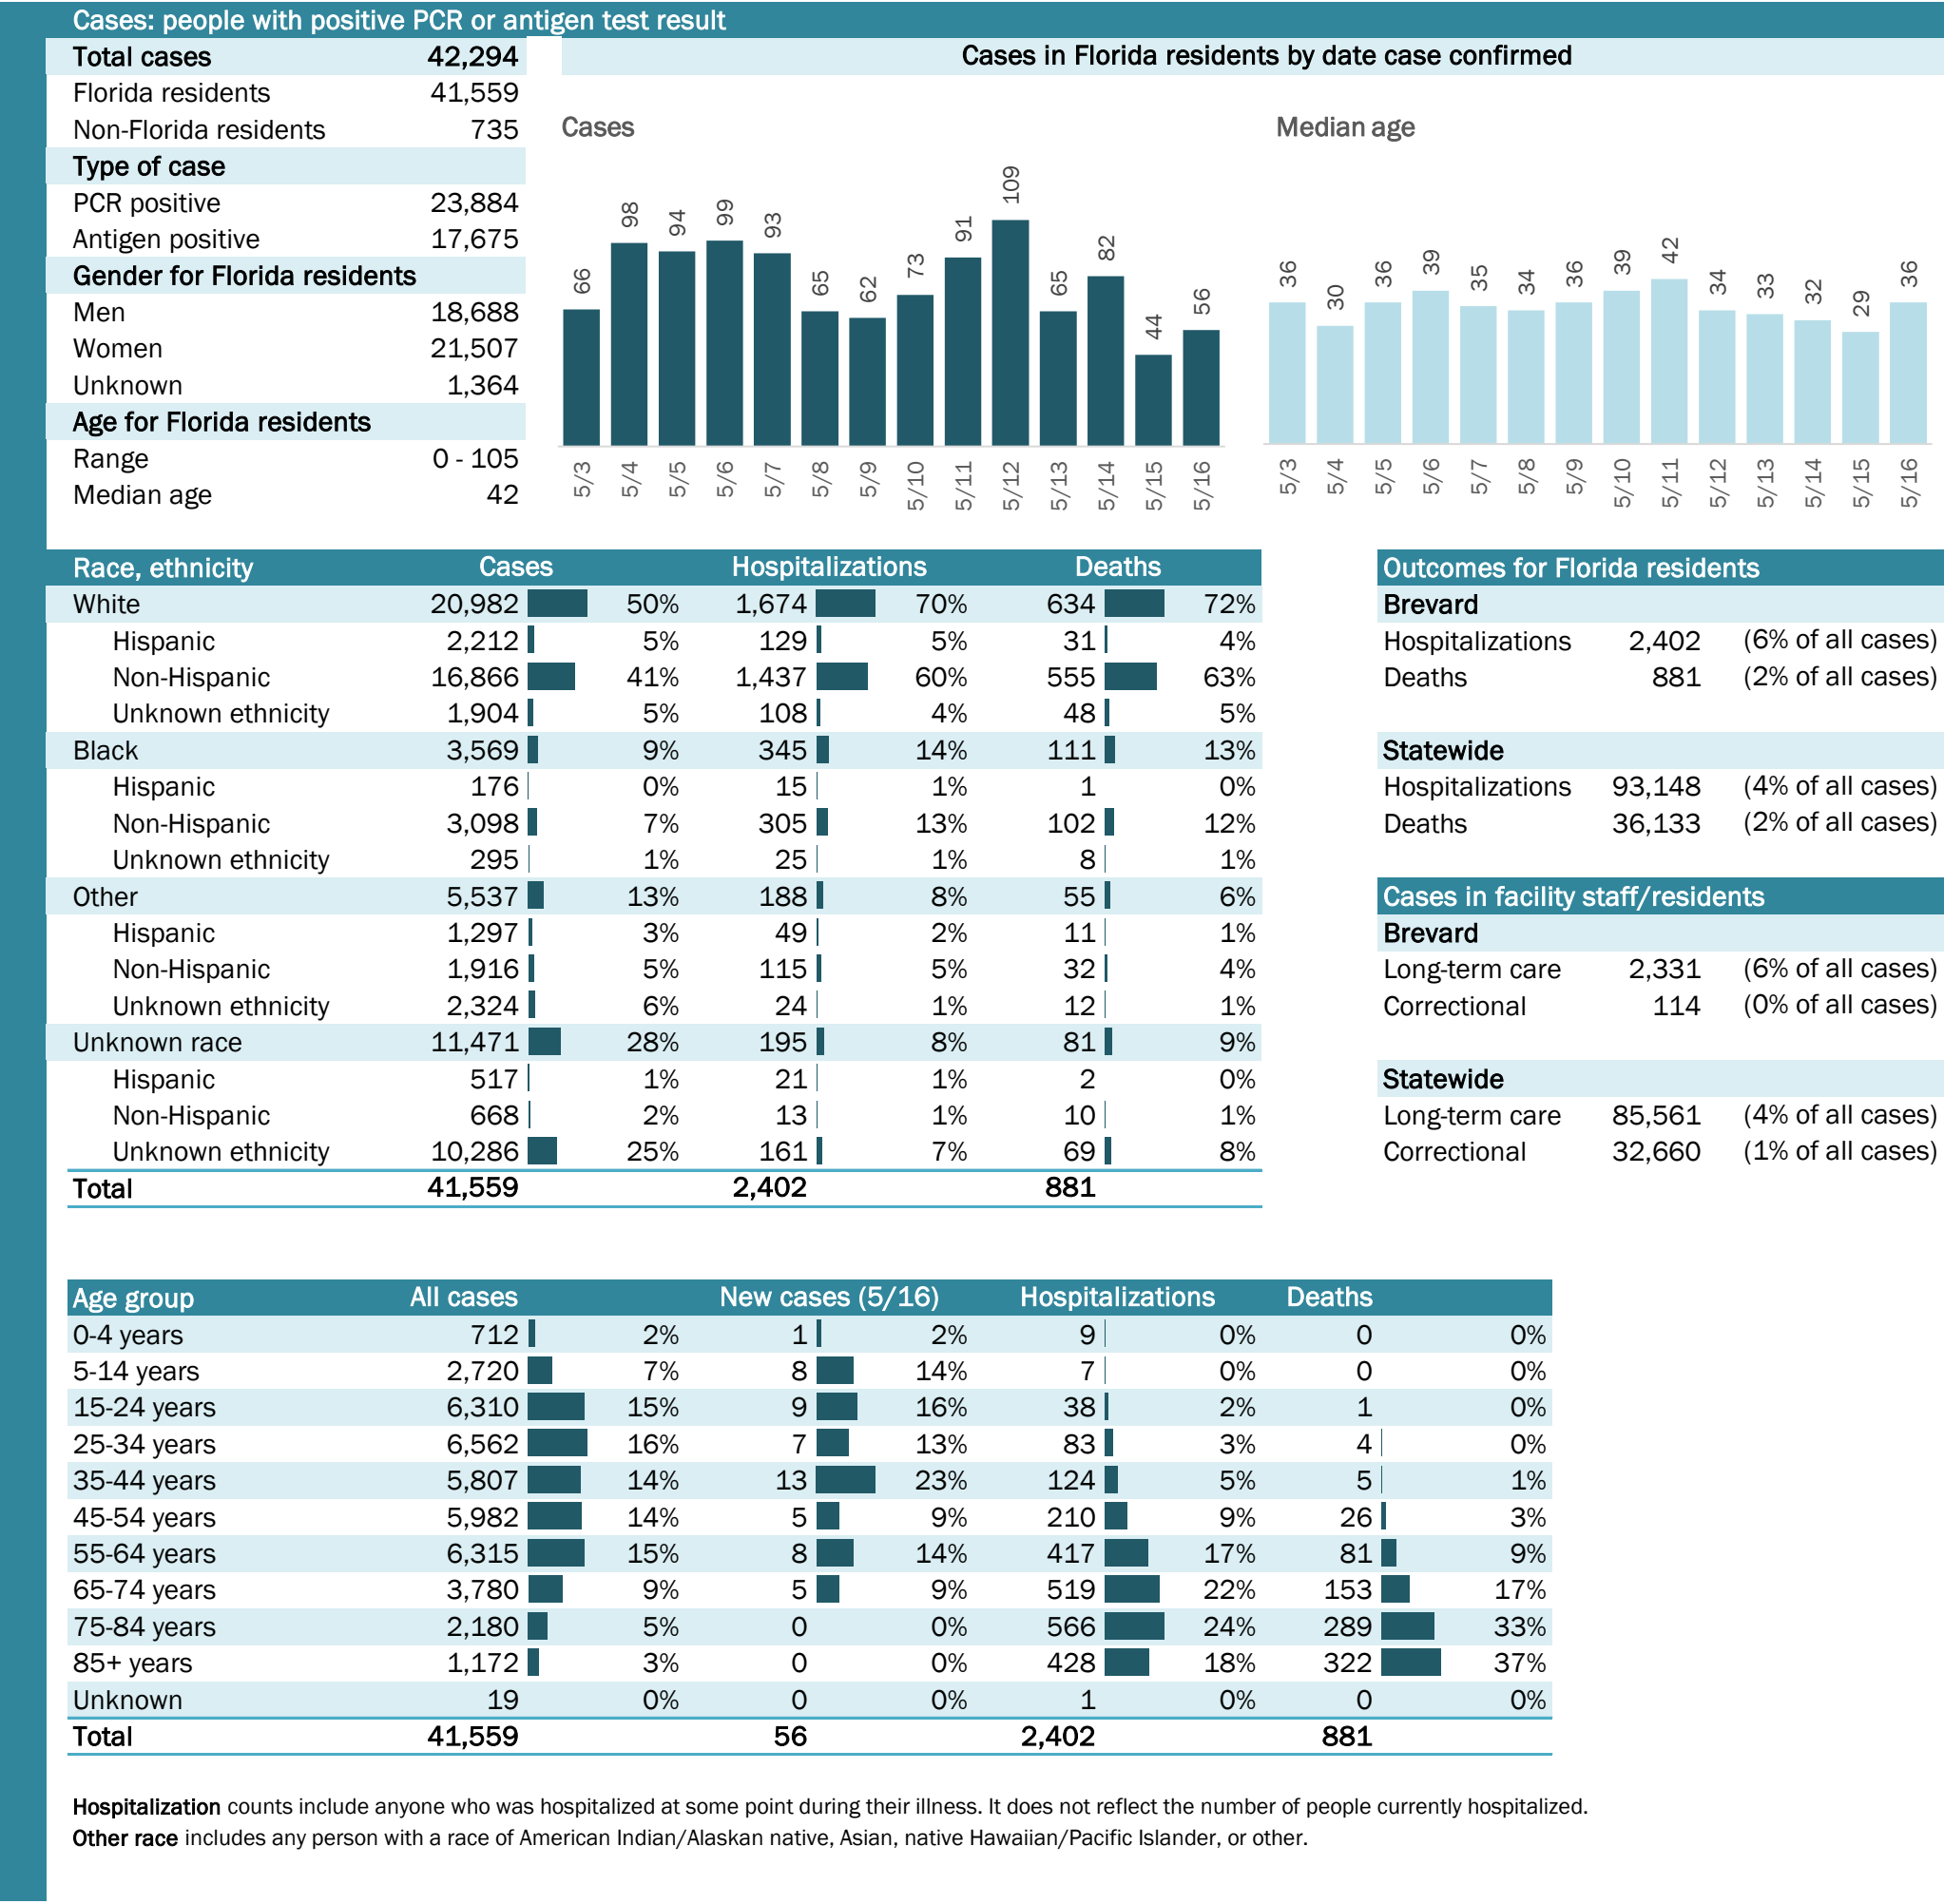 Cases: people with positive PCR or antigen test result
Total cases 42,294
Florida residents 41,559
Non-Florida residents 735
Type of case
PCR positive 23,884
Antigen positive 17,675
Gender for Florida residents
Men 18,688
Women 21,507
Unknown 1,364
Age for Florida residents
Range 0 - 105
Median age 42
Cases in Florida residents by date case confirmed
Cases
66 98 94 99 93 65 62 73 91 109 65 82 44 56
5/3 5/4 5/5 5/6 5/7 5/8 5/9 5/10 5/11 5/12 5/13 5/14 5/15 5/16
Median age
36 30 36 39 35 34 36 39 42 34 33 32 29 36
5/3 5/4 5/5 5/6 5/7 5/8 5/9 5/10 5/11 5/12 5/13 5/14 5/15 5/16
Race, ethnicity Cases Hospitalizations Deaths
White 20,982 50% 1,674 70% 634 72%
Hispanic 2,212 5% 129 5% 31 4%
Non-Hispanic 16,866 41% 1,437 60% 555 63%
Unknown ethnicity 1,904 5% 108 4% 48 5%
Black 3,569 9% 345 14% 111 13%
Hispanic 176 0% 15 1% 1 0%
Non-Hispanic 3,098 7% 305 13% 102 12%
Unknown ethnicity 295 1% 25 1% 8 1%
Other 5,537 13% 188 8% 55 6%
Hispanic 1,297 3% 49 2% 11 1%
Non-Hispanic 1,916 5% 115 5% 32 4%
Unknown ethnicity 2,324 6% 24 1% 12 1%
Unknown race 11,471 28% 195 8% 81 9%
Hispanic 517 1% 21 1% 2 0%
Non-Hispanic 668 2% 13 1% 10 1%
Unknown ethnicity 10,286 25% 161 7% 69 8%
Total 41,559 2,402 881
Outcomes for Florida residents
Brevard
Hospitalizations 2,402 (6% of all cases)
Deaths 881 (2% of all cases)
Statewide
Hospitalizations 93,148 (4% of all cases)
Deaths 36,133 (2% of all cases)
Cases in facility staff/residents
Brevard
Long-term care 2,331 (6% of all cases)
Correctional 114 (0% of all cases)
Statewide
Long-term care 85,561 (4% of all cases)
Correctional 32,660 (1% of all cases)
Age group All cases New cases (5/16) Hospitalizations Deaths
0-4 years 712 2% 1 2% 9 0% 0 0%
5-14 years 2,720 7% 8 14% 7 0% 0 0%
15-24 years 6,310 15% 9 16% 38 2% 1 0%
25-34 years 6,562 16% 7 13% 83 3% 4 0%
35-44 years 5,807 14% 13 23% 124 5% 5 1%
45-54 years 5,982 14% 5 9% 210 9% 26 3%
55-64 years 6,315 15% 8 14% 417 17% 81 9%
65-74 years 3,780 9% 5 9% 519 22% 153 17%
75-84 years 2,180 5% 0 0% 566 24% 289 33%
85+ years 1,172 3% 0 0% 428 18% 322 37%
Unknown 19 0% 0 0% 1 0% 0 0%
Total 41,559 56 2,402 881
Hospitalization counts include anyone who was hospitalized at some point during their illness. It does not reflect the number of people currently hospitalized.
Other race includes any person with a race of American Indian/Alaskan native, Asian, native Hawaiian/Pacific Islander, or other.